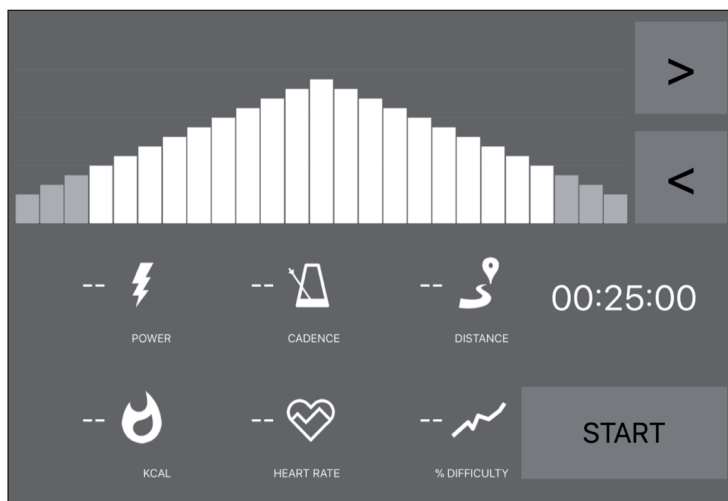 >
<
-- -- -- 00:25:00
POWER CADENCE DISTANCE
-- -- -- START
KCAL HEART RATE % DIFFICULTY